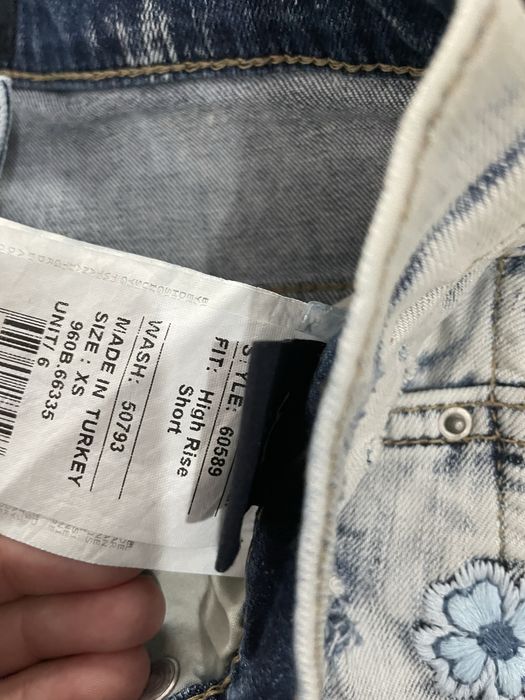 STYLE: 60589
FIT: High Rise
Short
WASH: 50793
MADE IN TURKEY
SIZE : XS
960B-66335
UNIT/ 6